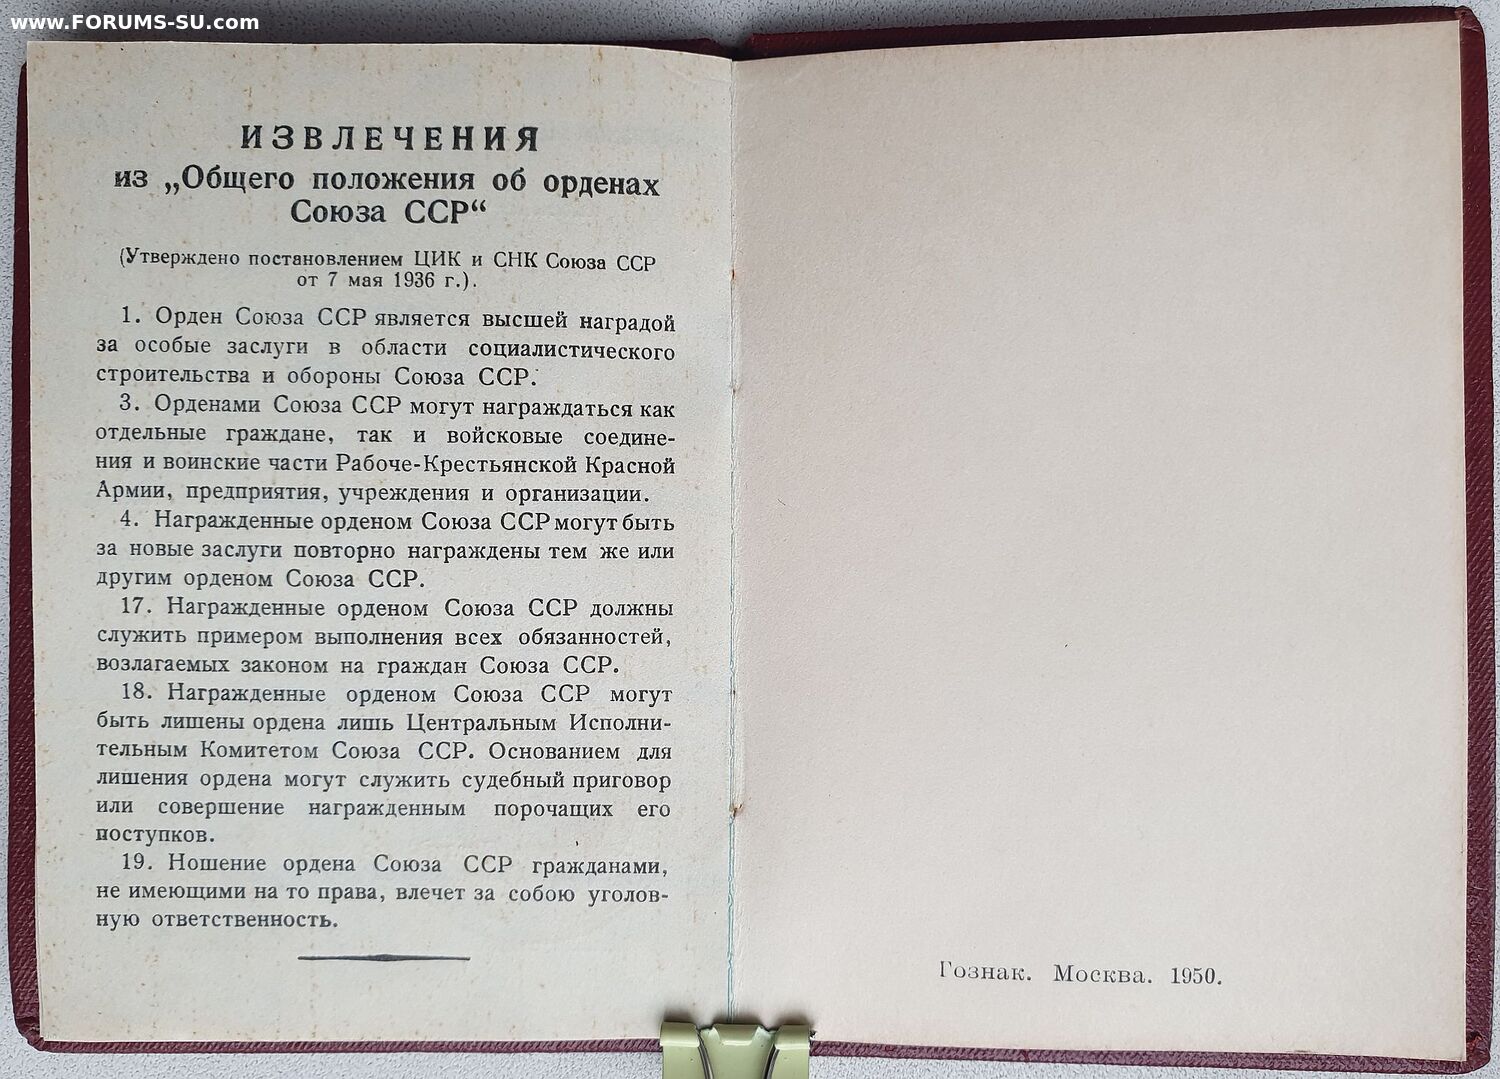 www.FORUMS-SU.com
ИЗВЛЕЧЕНИЯ
из „Общего положения об орденах
Союза ССР“
(Утверждено постановлением ЦИК и СНК Союза ССР
от 7 мая 1936 г.).
1. Орден Союза ССР является высшей наградой
за особые заслуги в области социалистического
строительства и обороны Союза ССР.
3. Орденами Союза ССР могут награждаться как
отдельные граждане, так и войсковые соедине-
ния и воинские части Рабоче-Крестьянской Красной
Армии, предприятия, учреждения и организации.
4. Награжденные орденом Союза ССР могут быть
за новые заслуги повторно награждены тем же или
другим орденом Союза ССР.
17. Награжденные орденом Союза ССР должны
служить примером выполнения всех обязанностей,
возлагаемых законом на граждан Союза ССР.
18. Награжденные орденом Союза ССР могут
быть лишены ордена лишь Центральным Исполни-
тельным Комитетом Союза ССР. Основанием для
лишения ордена могут служить судебный приговор
или совершение награжденным порочащих его
поступков.
19. Ношение ордена Союза ССР гражданами,
не имеющими на то права, влечет за собою уголов-
ную ответственность.
Гознак. Москва. 1950.